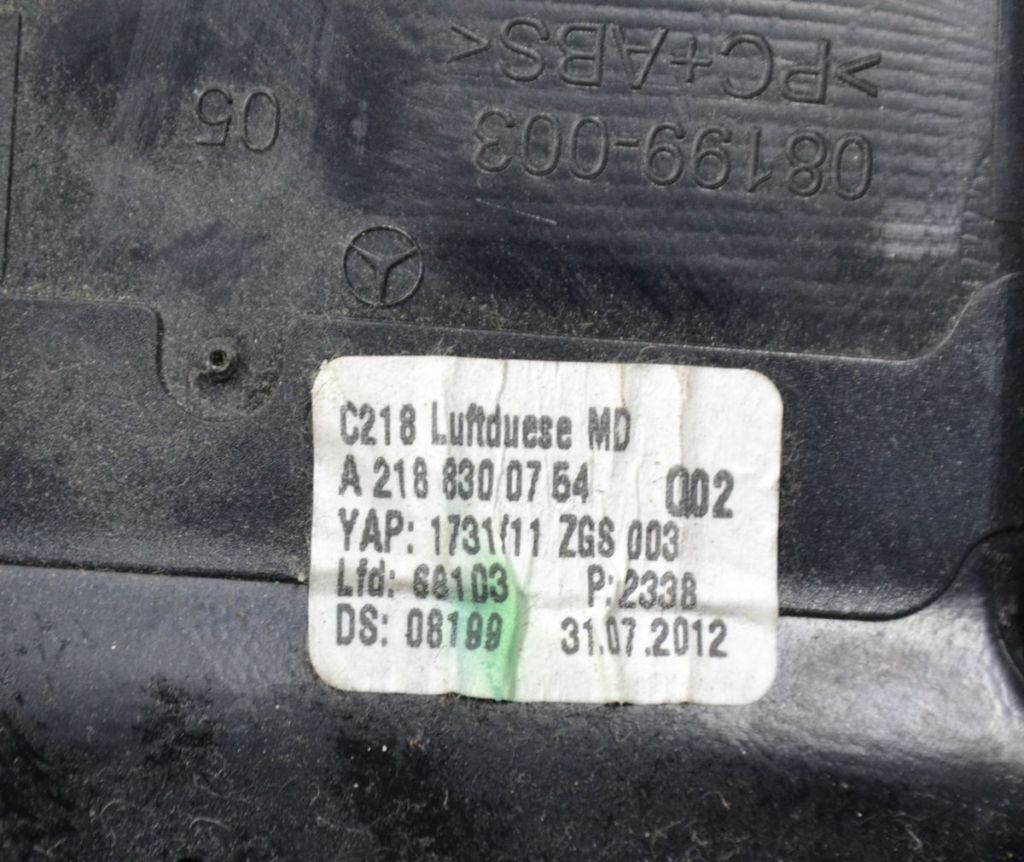 >PC+ABS<
08199-003
05
C218 Luftduese MD
A 218 830 07 54 002
YAP: 1731/11 ZGS 003
Lfd: 68103 P: 2338
DS: 08199 31.07.2012